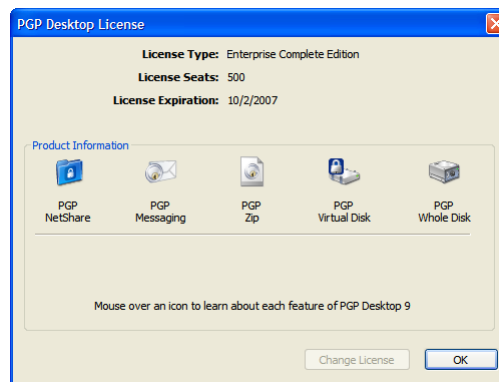 PGP Desktop License
License Type: Enterprise Complete Edition
License Seats: 500
License Expiration: 10/2/2007
Product Information
PGP NetShare
PGP Messaging
PGP Zip
PGP Virtual Disk
PGP Whole Disk
Mouse over an icon to learn about each feature of PGP Desktop 9
Change License
OK